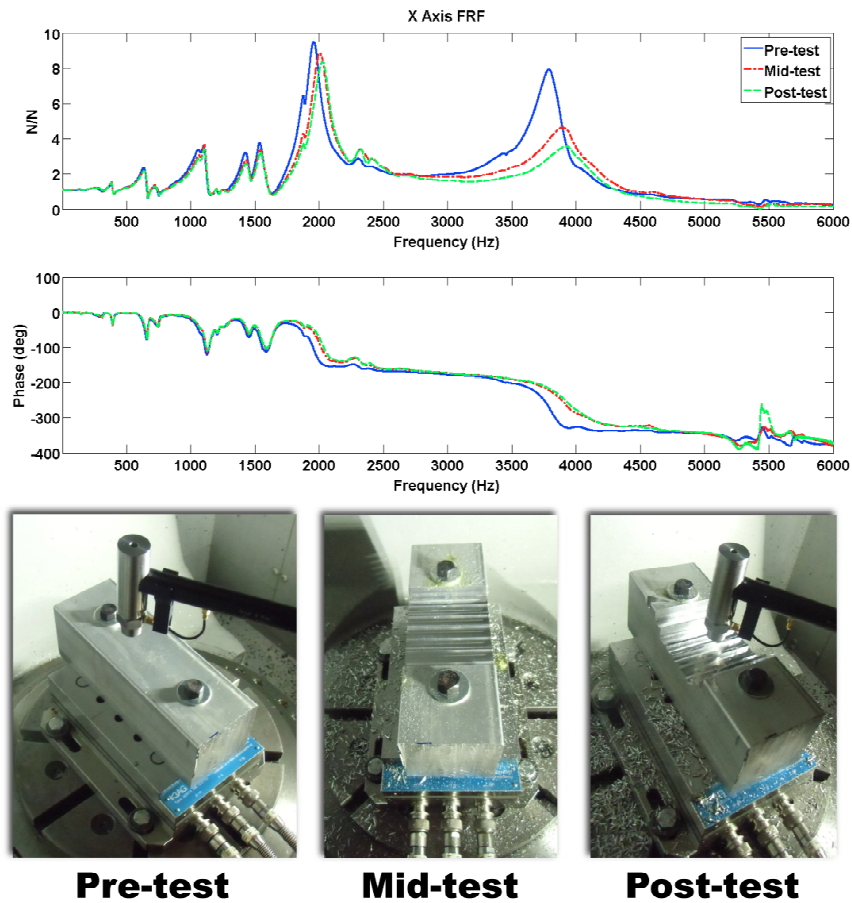 X Axis FRF
10
8
6
4
2
0
N/N
Pre-test
Mid-test
Post-test
500 1000 1500 2000 2500 3000 3500 4000 4500 5000 5500 6000
Frequency (Hz)
100
0
-100
-200
-300
-400
Phase (deg)
500 1000 1500 2000 2500 3000 3500 4000 4500 5000 5500 6000
Frequency (Hz)
Pre-test Mid-test Post-test